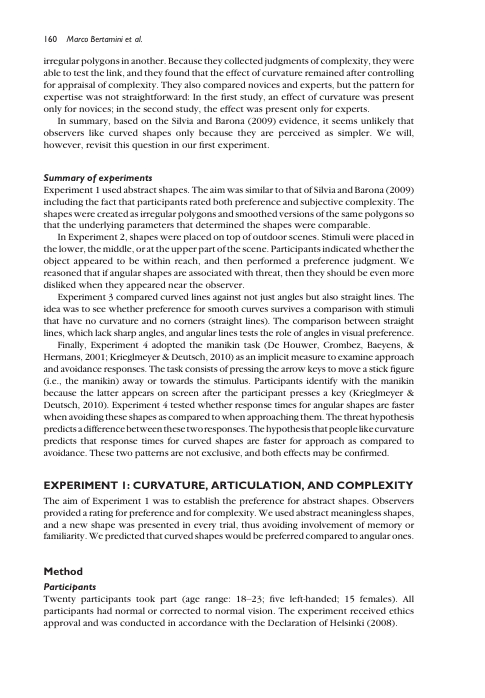 160 Marco Bertamini et al.
irregular polygons in another. Because they collected judgments of complexity, they were
able to test the link, and they found that the effect of curvature remained after controlling
for appraisal of complexity. They also compared novices and experts, but the pattern for
expertise was not straightforward: In the first study, an effect of curvature was present
only for novices; in the second study, the effect was present only for experts.
In summary, based on the Silvia and Barona (2009) evidence, it seems unlikely that
observers like curved shapes only because they are perceived as simpler. We will,
however, revisit this question in our first experiment.
Summary of experiments
Experiment 1 used abstract shapes. The aim was similar to that of Silvia and Barona (2009)
including the fact that participants rated both preference and subjective complexity. The
shapes were created as irregular polygons and smoothed versions of the same polygons so
that the underlying parameters that determined the shapes were comparable.
In Experiment 2, shapes were placed on top of outdoor scenes. Stimuli were placed in
the lower, the middle, or at the upper part of the scene. Participants indicated whether the
object appeared to be within reach, and then performed a preference judgment. We
reasoned that if angular shapes are associated with threat, then they should be even more
disliked when they appeared near the observer.
Experiment 3 compared curved lines against not just angles but also straight lines. The
idea was to see whether preference for smooth curves survives a comparison with stimuli
that have no curvature and no corners (straight lines). The comparison between straight
lines, which lack sharp angles, and angular lines tests the role of angles in visual preference.
Finally, Experiment 4 adopted the manikin task (De Houwer, Crombez, Baeyens, &
Hermans, 2001; Krieglmeyer & Deutsch, 2010) as an implicit measure to examine approach
and avoidance responses. The task consists of pressing the arrow keys to move a stick figure
(i.e., the manikin) away or towards the stimulus. Participants identify with the manikin
because the latter appears on screen after the participant presses a key (Krieglmeyer &
Deutsch, 2010). Experiment 4 tested whether response times for angular shapes are faster
when avoiding these shapes as compared to when approaching them. The threat hypothesis
predicts a difference between these two responses. The hypothesis that people like curvature
predicts that response times for curved shapes are faster for approach as compared to
avoidance. These two patterns are not exclusive, and both effects may be confirmed.
EXPERIMENT 1: CURVATURE, ARTICULATION, AND COMPLEXITY
The aim of Experiment 1 was to establish the preference for abstract shapes. Observers
provided a rating for preference and for complexity. We used abstract meaningless shapes,
and a new shape was presented in every trial, thus avoiding involvement of memory or
familiarity. We predicted that curved shapes would be preferred compared to angular ones.
Method
Participants
Twenty participants took part (age range: 18–23; five left-handed; 15 females). All
participants had normal or corrected to normal vision. The experiment received ethics
approval and was conducted in accordance with the Declaration of Helsinki (2008).